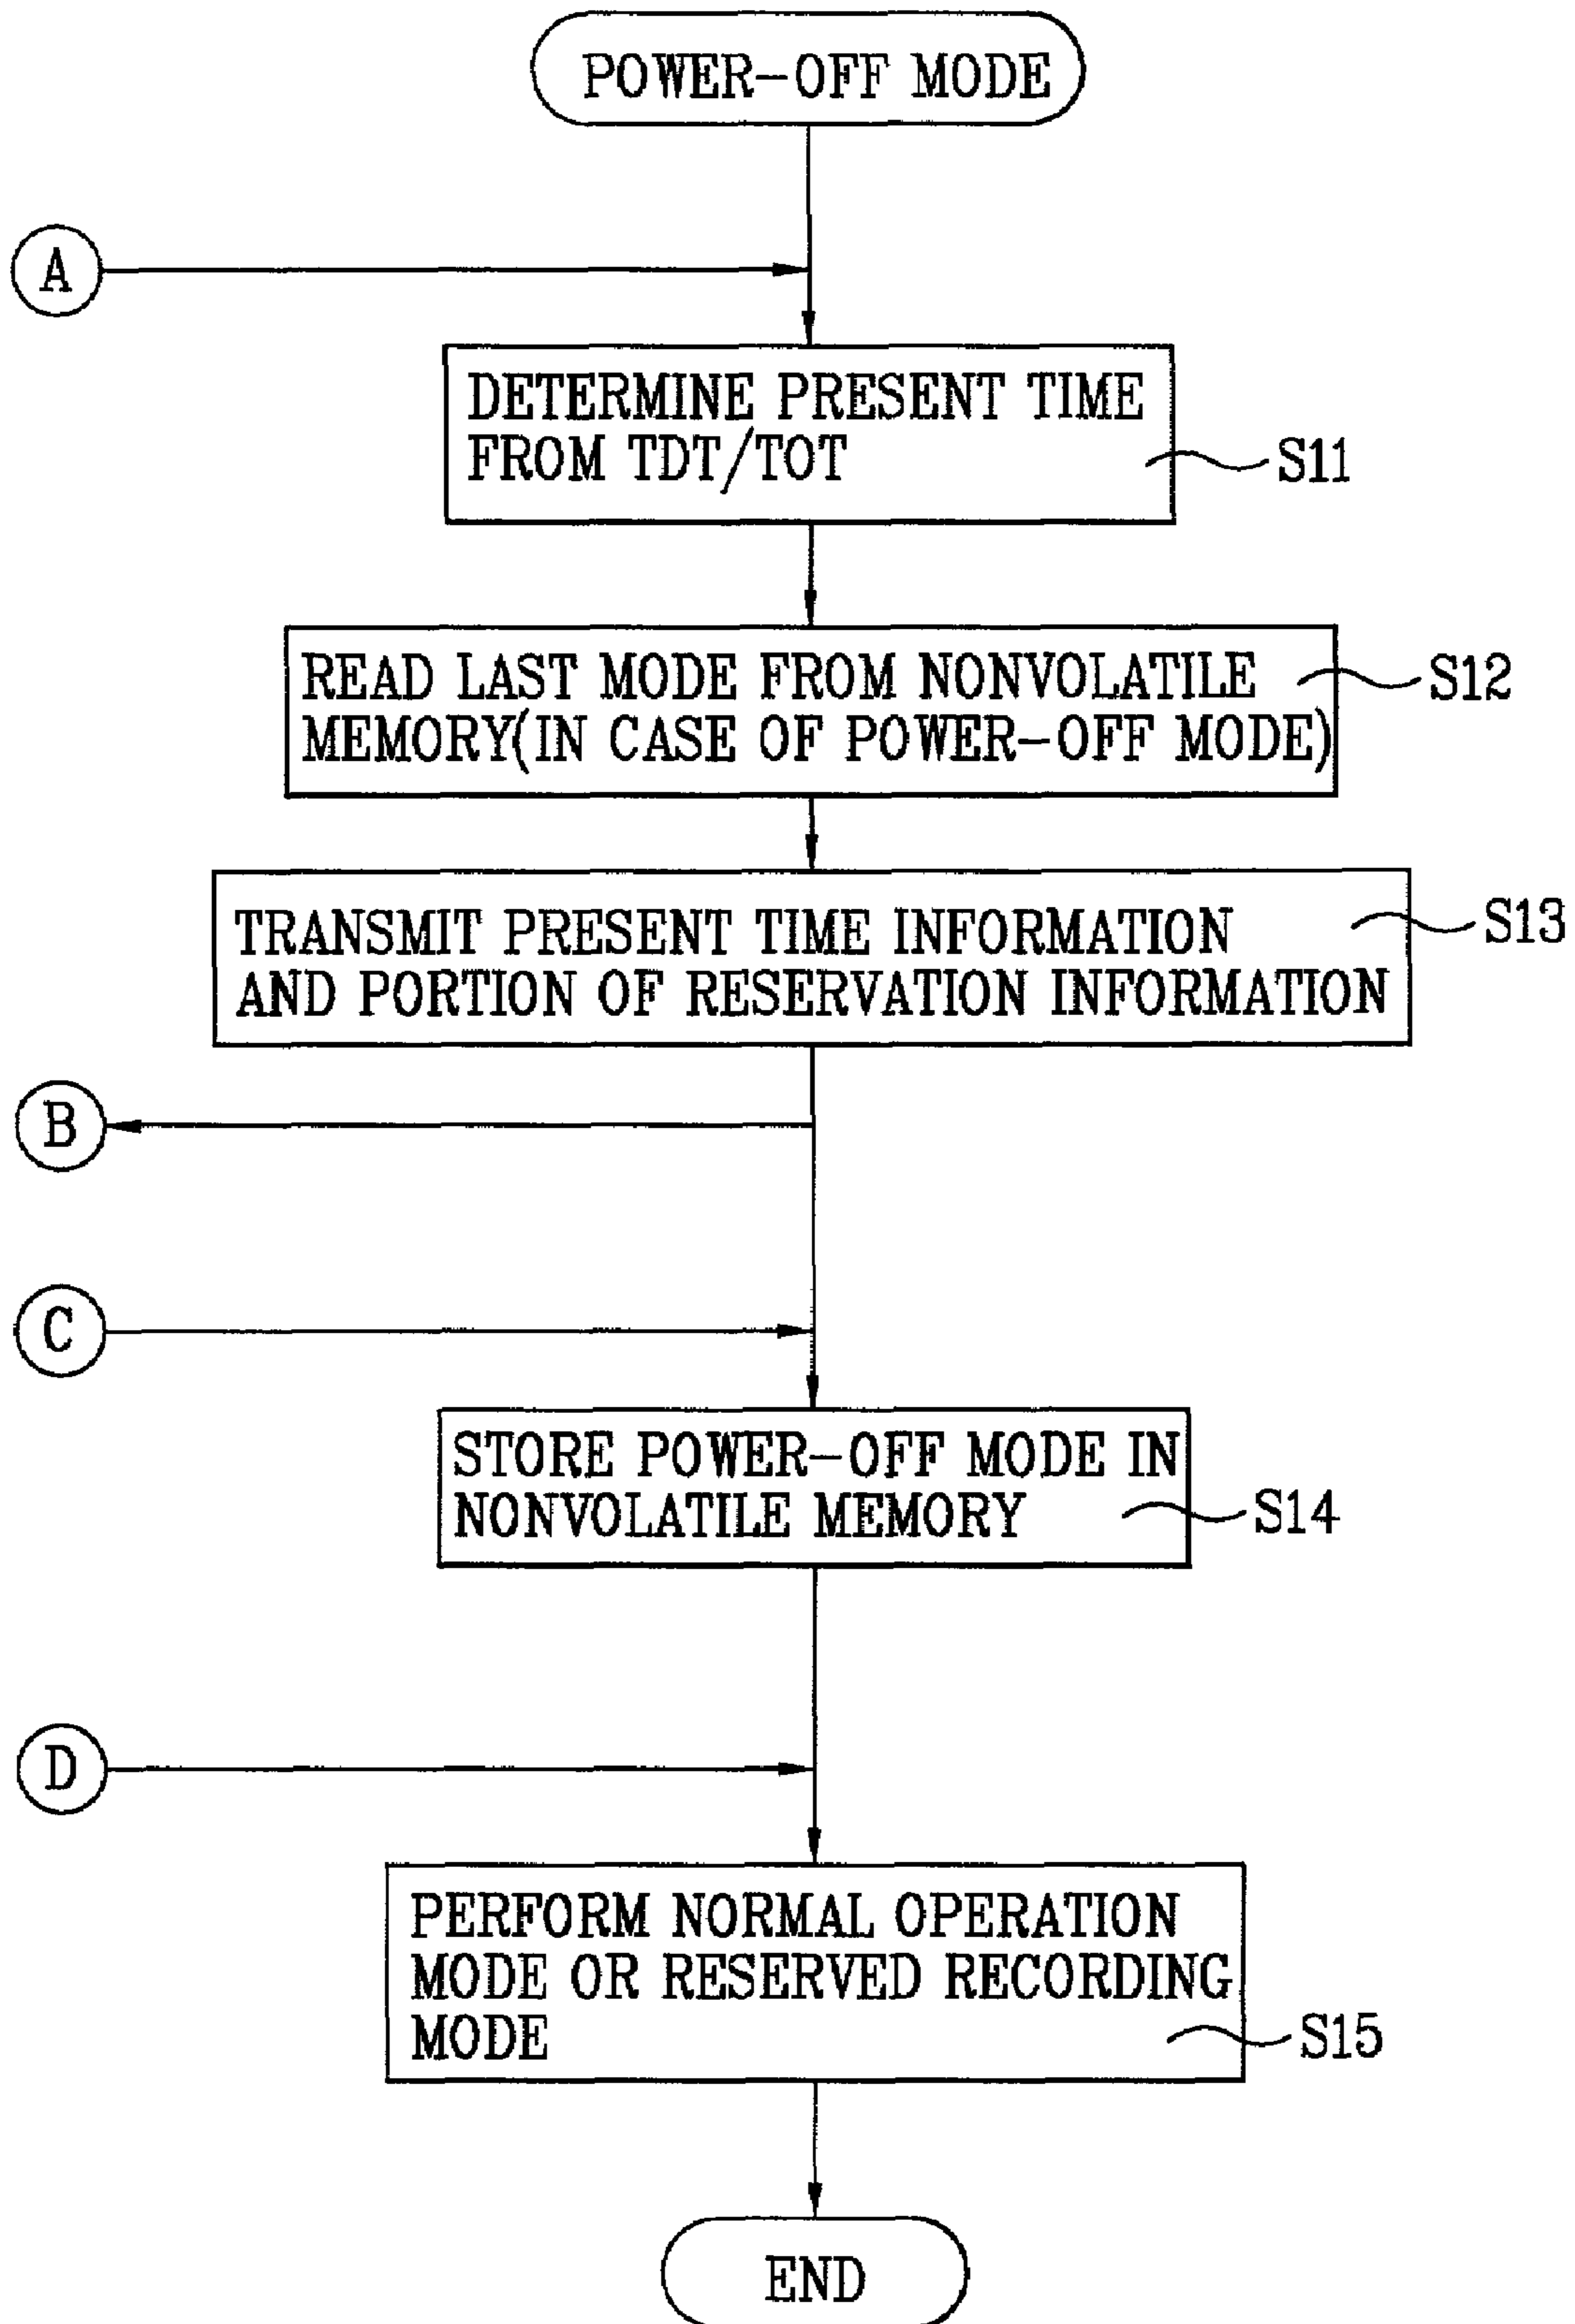 POWER-OFF MODE
A
DETERMINE PRESENT TIME
FROM TDT/TOT
S11
READ LAST MODE FROM NONVOLATILE
MEMORY(IN CASE OF POWER-OFF MODE)
S12
TRANSMIT PRESENT TIME INFORMATION
AND PORTION OF RESERVATION INFORMATION
S13
B
C
STORE POWER-OFF MODE IN
NONVOLATILE MEMORY
S14
D
PERFORM NORMAL OPERATION
MODE OR RESERVED RECORDING
MODE
S15
END